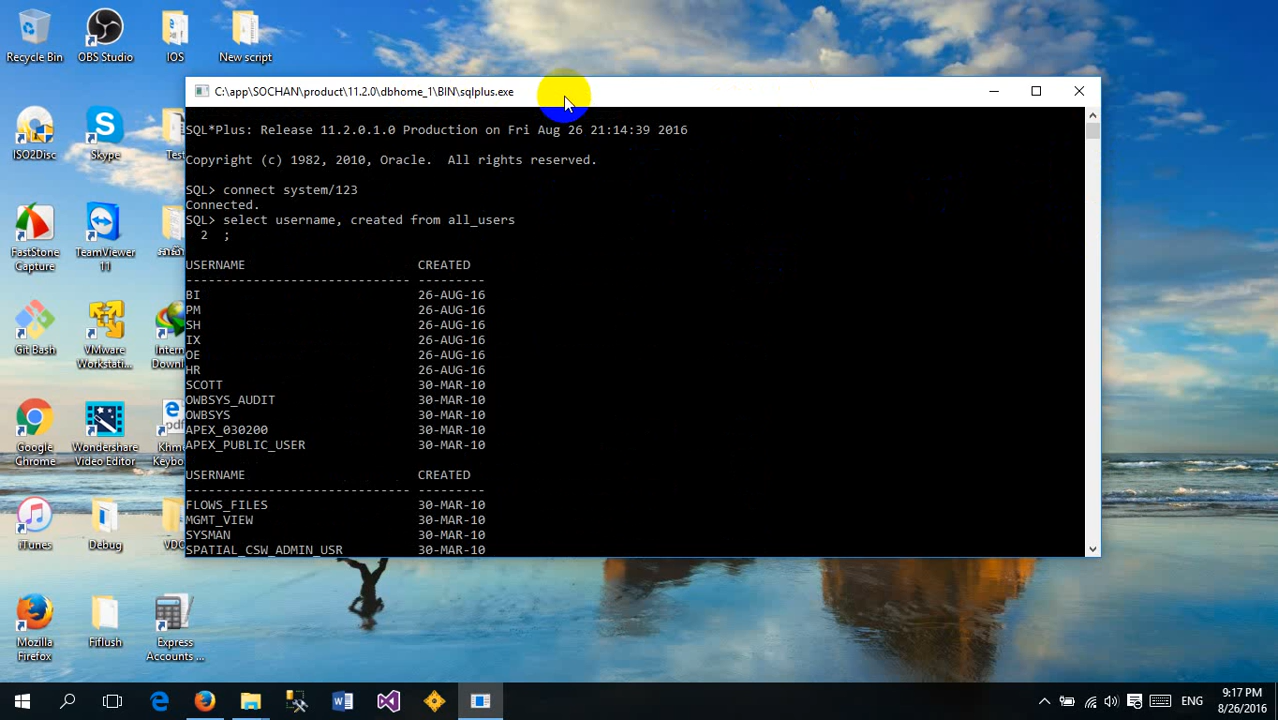 Recycle Bin
OBS Studio
IOS
New script
C:\app\SOCHAN\product\11.2.0\dbhome_1\BIN\sqlplus.exe
SQL*Plus: Release 11.2.0.1.0 Production on Fri Aug 26 21:14:39 2016
Copyright (c) 1982, 2010, Oracle.  All rights reserved.
SQL> connect system/123
Connected.
SQL> select username, created from all_users
  2  ;
USERNAME                       CREATED
------------------------------ ---------
BI                             26-AUG-16
PM                             26-AUG-16
SH                             26-AUG-16
IX                             26-AUG-16
OE                             26-AUG-16
HR                             26-AUG-16
SCOTT                          30-MAR-10
OWBSYS_AUDIT                   30-MAR-10
OWBSYS                         30-MAR-10
APEX_030200                    30-MAR-10
APEX_PUBLIC_USER               30-MAR-10
USERNAME                       CREATED
------------------------------ ---------
FLOWS_FILES                    30-MAR-10
MGMT_VIEW                      30-MAR-10
SYSMAN                         30-MAR-10
SPATIAL_CSW_ADMIN_USR          30-MAR-10
ISO2Disc
Skype
Test
FastStone
Capture
TeamViewer
11
Git Bash
VMware
Workstati...
Intern
Downl
Google
Chrome
Wondershare
Video Editor
pdf
Khm
Keybo
iTunes
Debug
VDC
Mozilla
Firefox
Fiflush
Express
Accounts ...
ENG
9:17 PM
8/26/2016